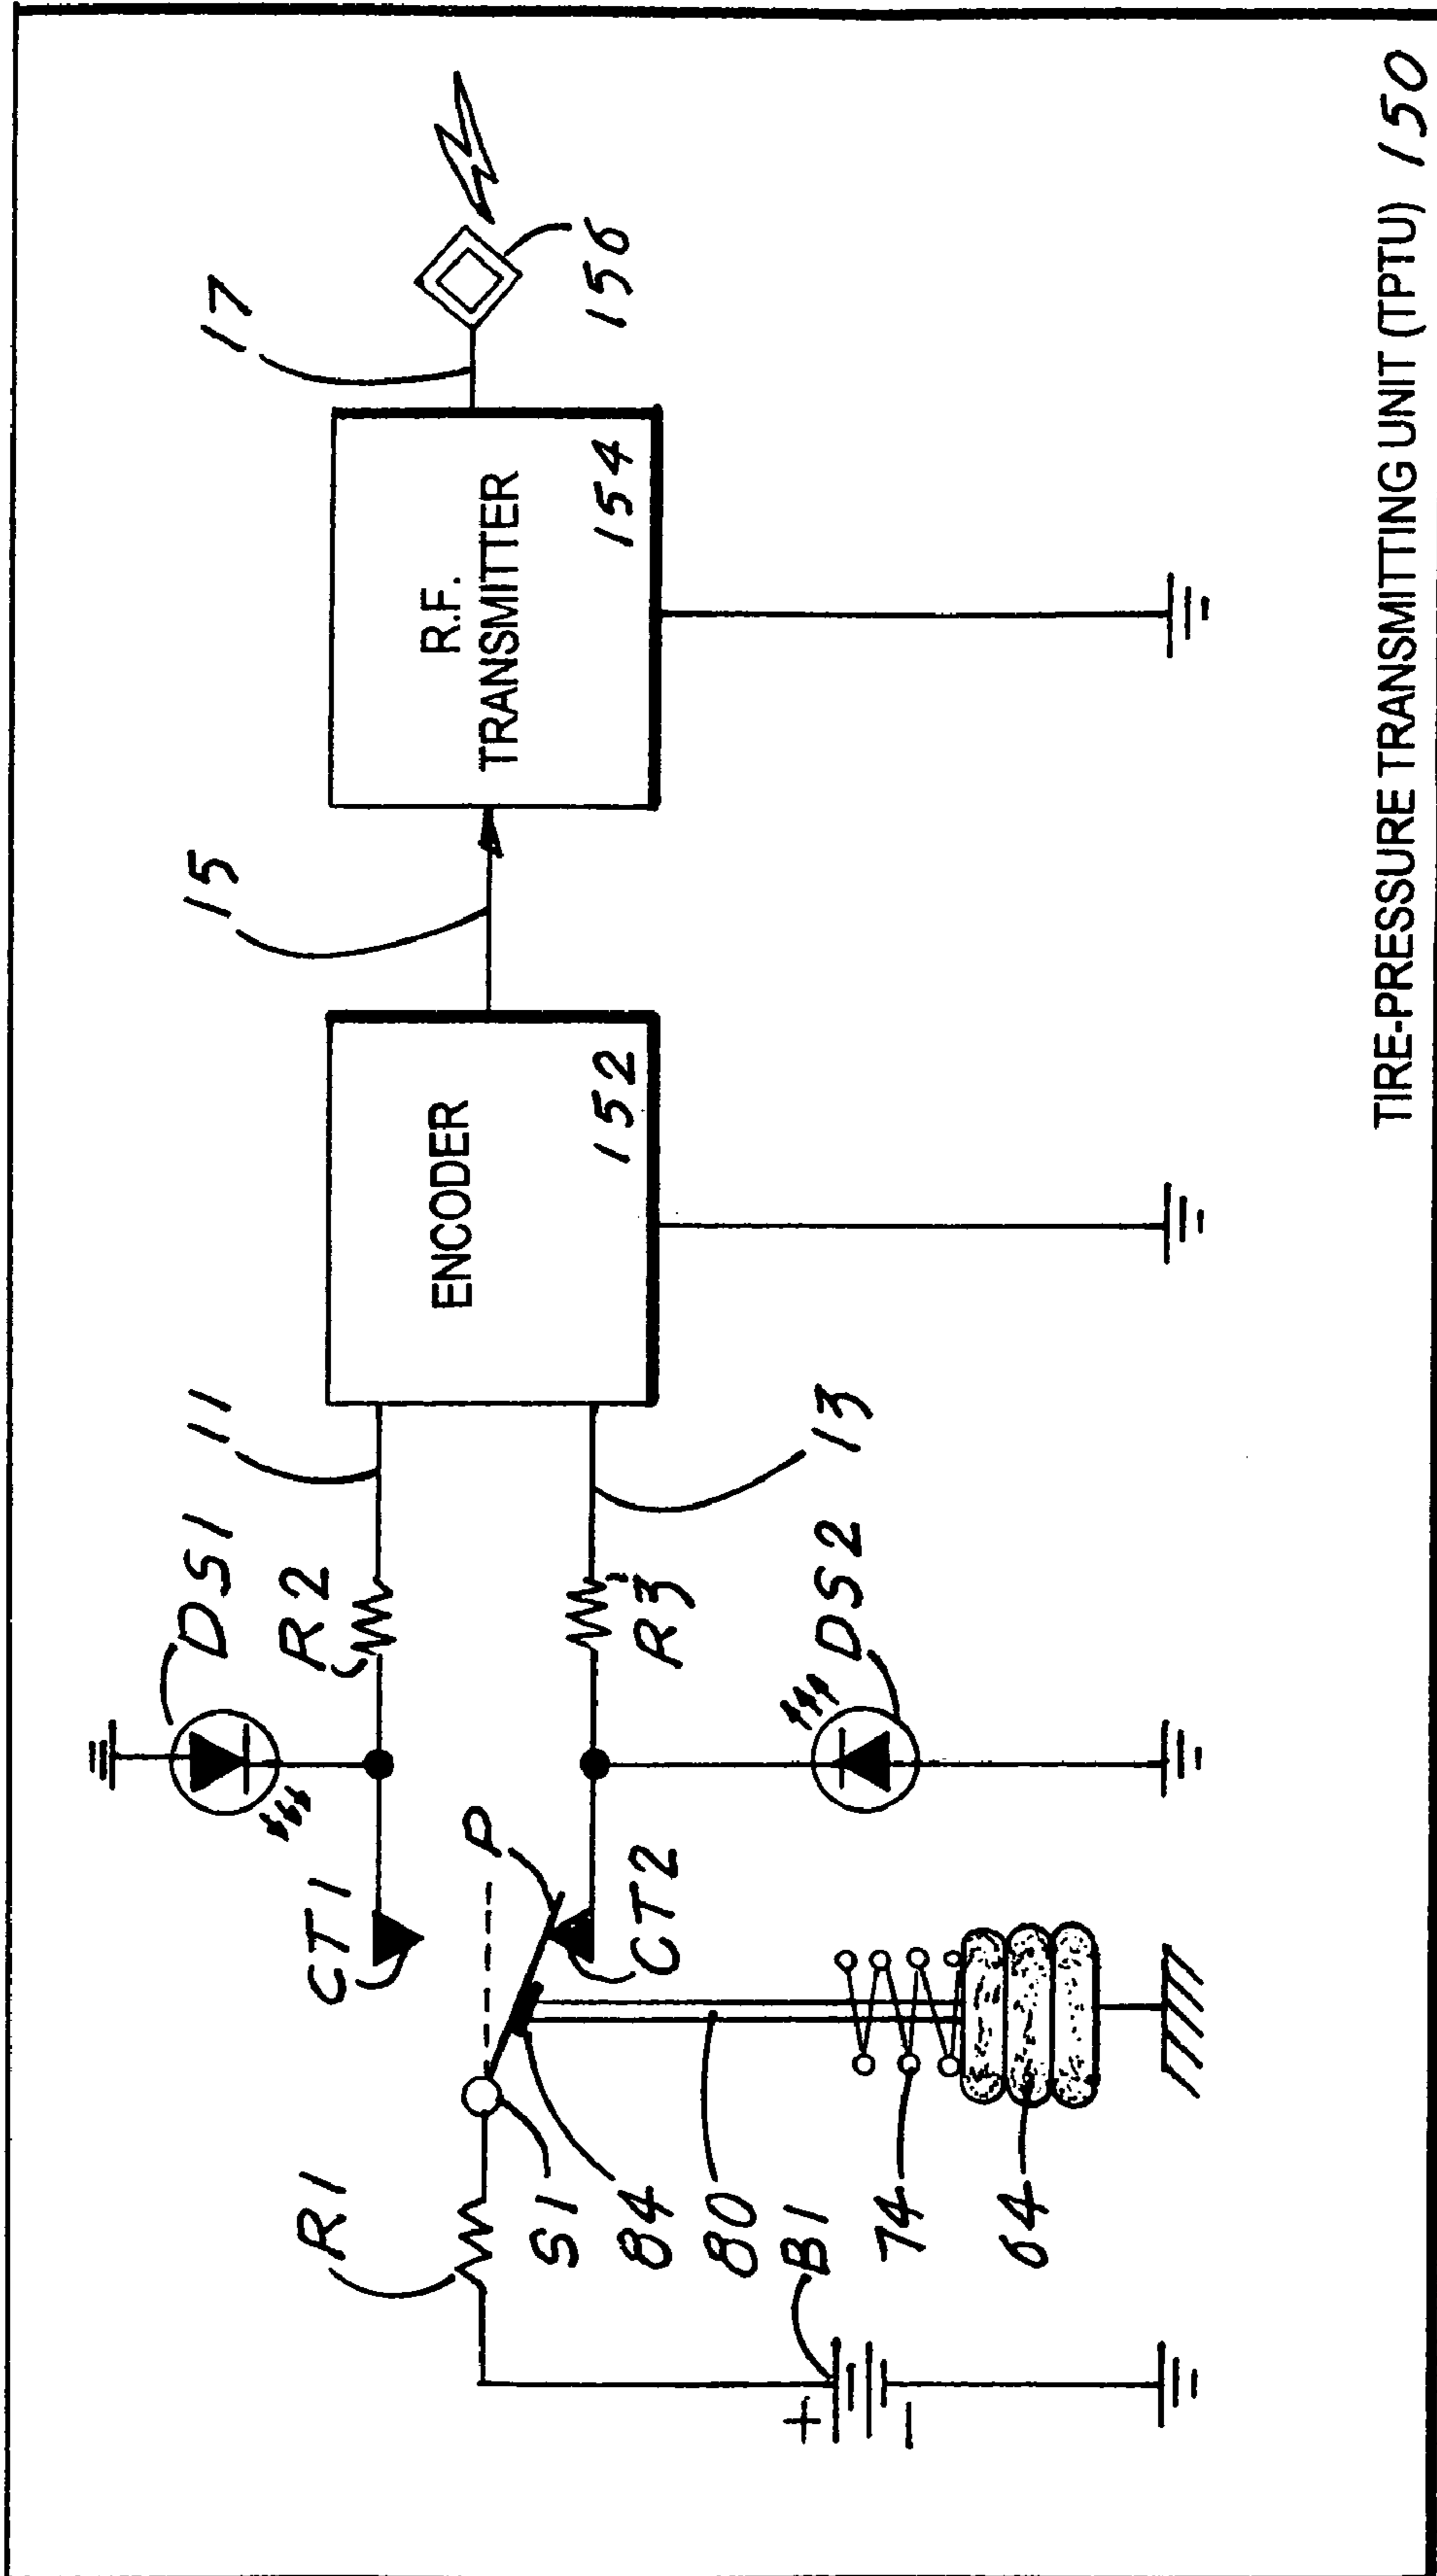 DS1
11
15
17
R2
CT1
R1
P
ENCODER
152
R.F.
TRANSMITTER
154
156
S1
84
80
B1
74
64
CT2
R3
13
DS2
+
−
TIRE-PRESSURE TRANSMITTING UNIT (TPTU) 150